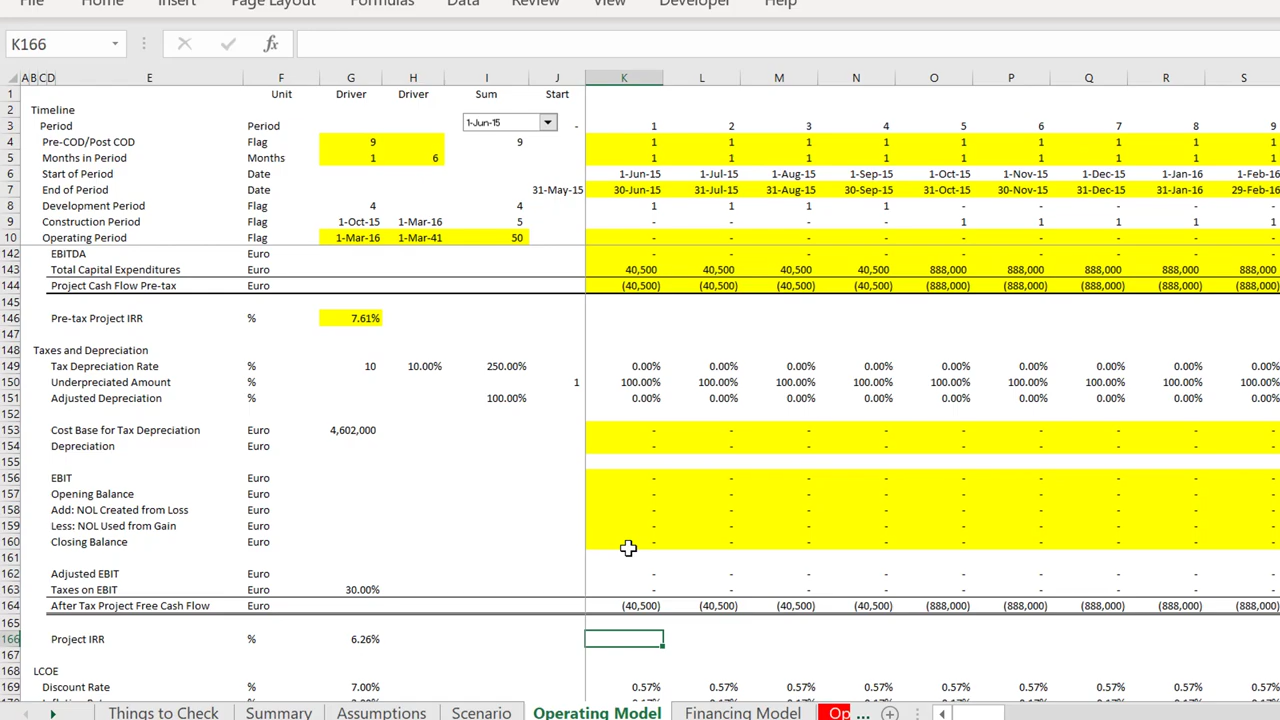 File Home Insert Page Layout Formulas Data Review View Developer Help
K166 fx
A B C D E F G H I J K L M N O P Q R S
1 Unit Driver Driver Sum Start
2 Timeline
3 Period Period 1-Jun-15 - 1 2 3 4 5 6 7 8 9
4 Pre-COD/Post COD Flag 9 9 1 1 1 1 1 1 1 1 1
5 Months in Period Months 1 6 1 1 1 1 1 1 1 1 1
6 Start of Period Date 1-Jun-15 1-Jul-15 1-Aug-15 1-Sep-15 1-Oct-15 1-Nov-15 1-Dec-15 1-Jan-16 1-Feb-16
7 End of Period Date 31-May-15 30-Jun-15 31-Jul-15 31-Aug-15 30-Sep-15 31-Oct-15 30-Nov-15 31-Dec-15 31-Jan-16 29-Feb-16
8 Development Period Flag 4 4 1 1 1 1 - - - - -
9 Construction Period Flag 1-Oct-15 1-Mar-16 5 - - - - 1 1 1 1 1
10 Operating Period Flag 1-Mar-16 1-Mar-41 50 - - - - - - - - -
142 EBITDA Euro - - - - - - - - -
143 Total Capital Expenditures Euro 40,500 40,500 40,500 40,500 888,000 888,000 888,000 888,000 888,000
144 Project Cash Flow Pre-tax Euro (40,500) (40,500) (40,500) (40,500) (888,000) (888,000) (888,000) (888,000) (888,000)
145
146 Pre-tax Project IRR % 7.61%
147
148 Taxes and Depreciation
149 Tax Depreciation Rate % 10 10.00% 250.00% 0.00% 0.00% 0.00% 0.00% 0.00% 0.00% 0.00% 0.00% 0.00%
150 Underpreciated Amount % 1 100.00% 100.00% 100.00% 100.00% 100.00% 100.00% 100.00% 100.00% 100.00%
151 Adjusted Depreciation % 100.00% 0.00% 0.00% 0.00% 0.00% 0.00% 0.00% 0.00% 0.00% 0.00%
152
153 Cost Base for Tax Depreciation Euro 4,602,000 - - - - - - - - -
154 Depreciation Euro - - - - - - - - -
155
156 EBIT Euro - - - - - - - - -
157 Opening Balance Euro - - - - - - - - -
158 Add: NOL Created from Loss Euro - - - - - - - - -
159 Less: NOL Used from Gain Euro - - - - - - - - -
160 Closing Balance Euro - - - - - - - - -
161
162 Adjusted EBIT Euro - - - - - - - - -
163 Taxes on EBIT Euro 30.00% - - - - - - - - -
164 After Tax Project Free Cash Flow Euro (40,500) (40,500) (40,500) (40,500) (888,000) (888,000) (888,000) (888,000) (888,000)
165
166 Project IRR % 6.26%
167
168 LCOE
169 Discount Rate % 7.00% 0.57% 0.57% 0.57% 0.57% 0.57% 0.57% 0.57% 0.57% 0.57%
Things to Check Summary Assumptions Scenario Operating Model Financing Model Op ...